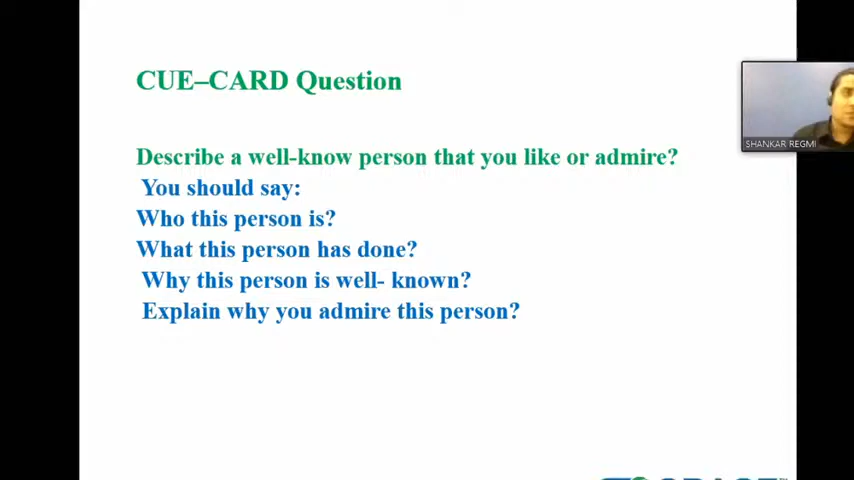 CUE–CARD Question
Describe a well-know person that you like or admire?
You should say:
Who this person is?
What this person has done?
Why this person is well- known?
Explain why you admire this person?
SHANKAR REGMI